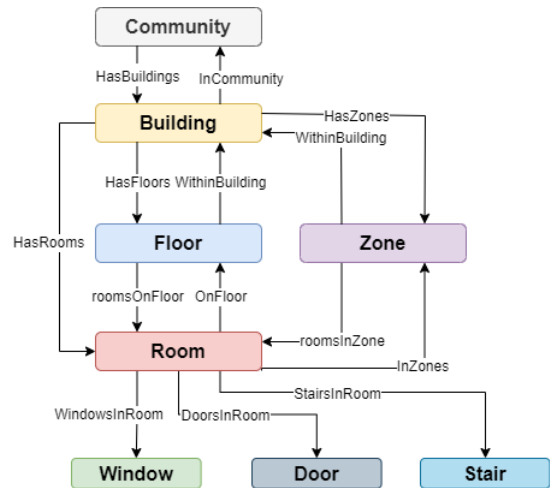 Community
HasBuildings
InCommunity
Building
HasZones
WithinBuilding
HasFloors
WithinBuilding
HasRooms
Floor
Zone
roomsOnFloor
OnFloor
roomsInZone
Room
InZones
StairsInRoom
WindowsInRoom
DoorsInRoom
Window
Door
Stair